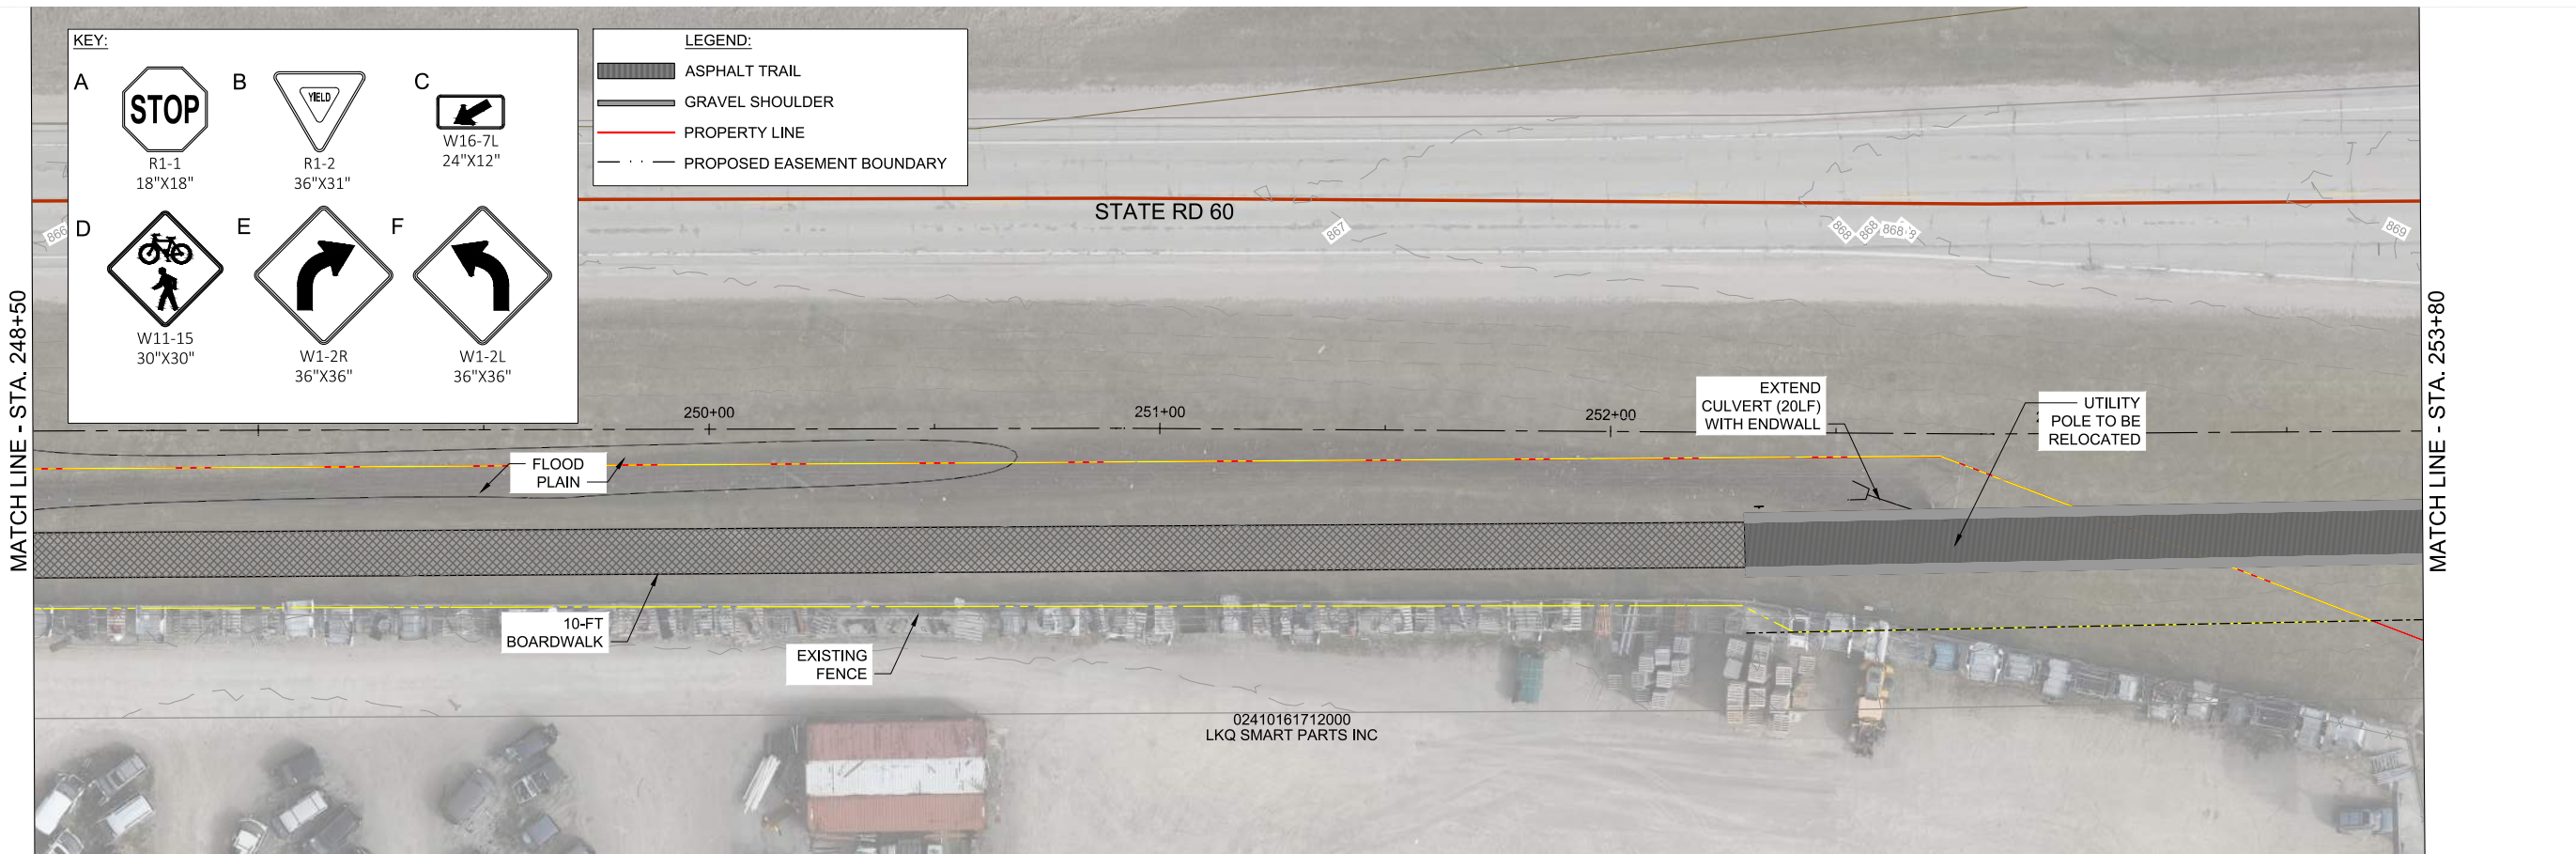 KEY:
A
STOP
R1-1
18"X18"
B
YIELD
R1-2
36"X31"
C
W16-7L
24"X12"
D
W11-15
30"X30"
E
W1-2R
36"X36"
F
W1-2L
36"X36"
LEGEND:
ASPHALT TRAIL
GRAVEL SHOULDER
PROPERTY LINE
PROPOSED EASEMENT BOUNDARY
STATE RD 60
866
867
868
868
868
869
MATCH LINE - STA. 248+50
MATCH LINE - STA. 253+80
250+00
251+00
252+00
EXTEND
CULVERT (20LF)
WITH ENDWALL
UTILITY
POLE TO BE
RELOCATED
FLOOD
PLAIN
10-FT
BOARDWALK
EXISTING
FENCE
02410161712000
LKQ SMART PARTS INC